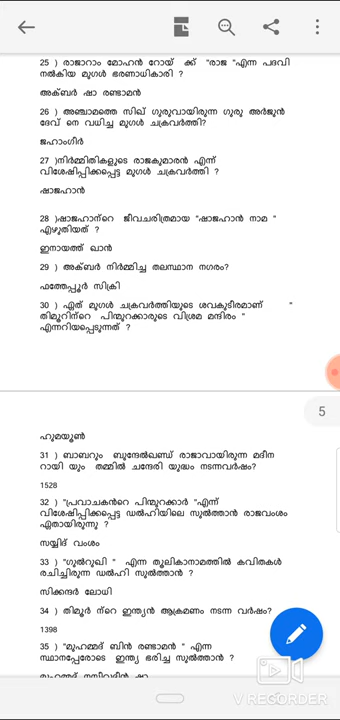 25 ) രാജാറാം മോഹൻ റോയ് ക്ക് "രാജ "എന്ന പദവി
നൽകിയ മുഗൾ ഭരണാധികാരി ?
അക്ബർ ഷാ രണ്ടാമൻ
26 ) അഞ്ചാമത്തെ സിഖ് ഗുരുവായിരുന്ന ഗുരു അർജുൻ
ദേവ് നെ വധിച്ച മുഗൾ ചക്രവർത്തി?
ജഹാംഗീർ
27 )നിർമ്മിതികളുടെ രാജകുമാരൻ എന്ന്
വിശേഷിപ്പിക്കപ്പെട്ട മുഗൾ ചക്രവർത്തി ?
ഷാജഹാൻ
28 )ഷാജഹാന്റെ ജീവചരിത്രമായ "ഷാജഹാൻ നാമ "
എഴുതിയത് ?
ഇനായത്ത് ഖാൻ
29 ) അക്ബർ നിർമ്മിച്ച തലസ്ഥാന നഗരം?
ഫത്തേപ്പൂർ സിക്രി
30 ) ഏത് മുഗൾ ചക്രവർത്തിയുടെ ശവകുടീരമാണ് "
തിമൂറിന്റെ പിന്മുറക്കാരുടെ വിശ്രമ മന്ദിരം "
എന്നറിയപ്പെടുന്നത് ?
5
ഹുമയൂൺ
31 ) ബാബറും ബുന്ദേൽഖണ്ഡ് രാജാവായിരുന്ന മദീന
റായി യും തമ്മിൽ ചന്ദേരി യുദ്ധം നടന്നവർഷം?
1528
32 ) "പ്രവാചകൻറെ പിന്മുറക്കാർ "എന്ന്
വിശേഷിപ്പിക്കപ്പെട്ട ഡൽഹിയിലെ സുൽത്താൻ രാജവംശം
ഏതായിരുന്നു ?
സയ്യിദ് വംശം
33 ) "ഗുൽറുഖി " എന്ന തൂലികാനാമത്തിൽ കവിതകൾ
രചിച്ചിരുന്ന ഡൽഹി സുൽത്താൻ ?
സിക്കന്ദർ ലോധി
34 ) തിമൂർ ന്റെ ഇന്ത്യൻ ആക്രമണം നടന്ന വർഷം?
1398
35 ) "മുഹമ്മദ് ബിൻ രണ്ടാമൻ " എന്ന
സ്ഥാനപ്പേരോടെ ഇന്ത്യ ഭരിച്ച സുൽത്താൻ ?
VIVRECORDER